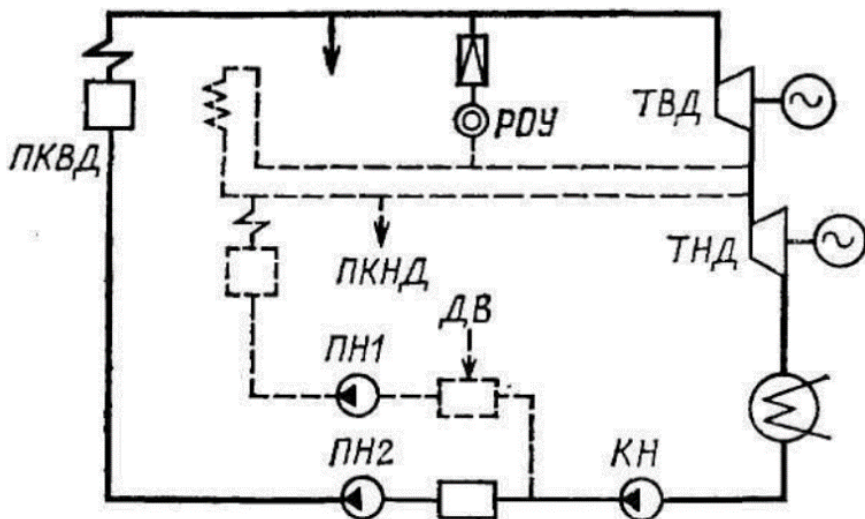 ТВД
РОУ
ПКВД
ТНД
ПКНД
ДВ
ПН1
ПН2
КН